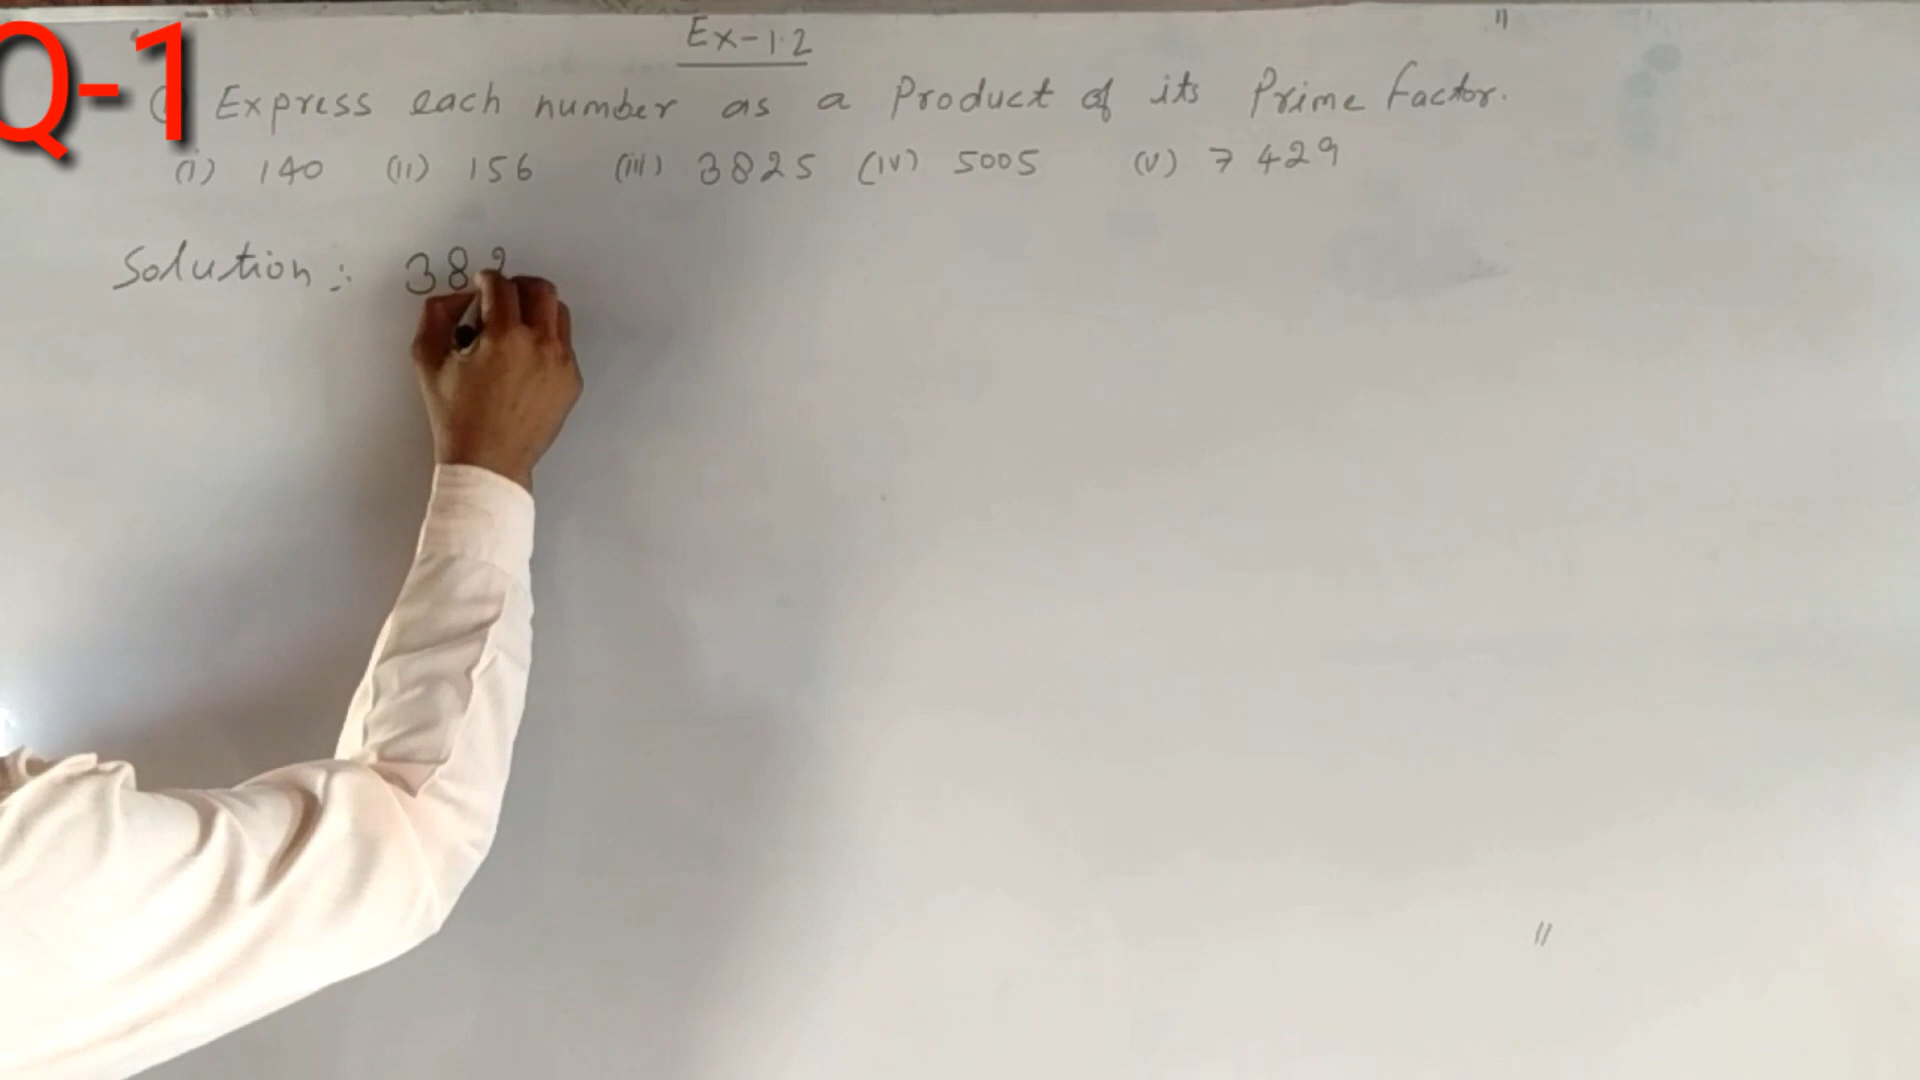 Ex-1.2
Q-1 Express each number as a Product of its Prime factor.
(i) 140 (ii) 156 (iii) 3825 (iv) 5005 (v) 7429
Solution :- 382